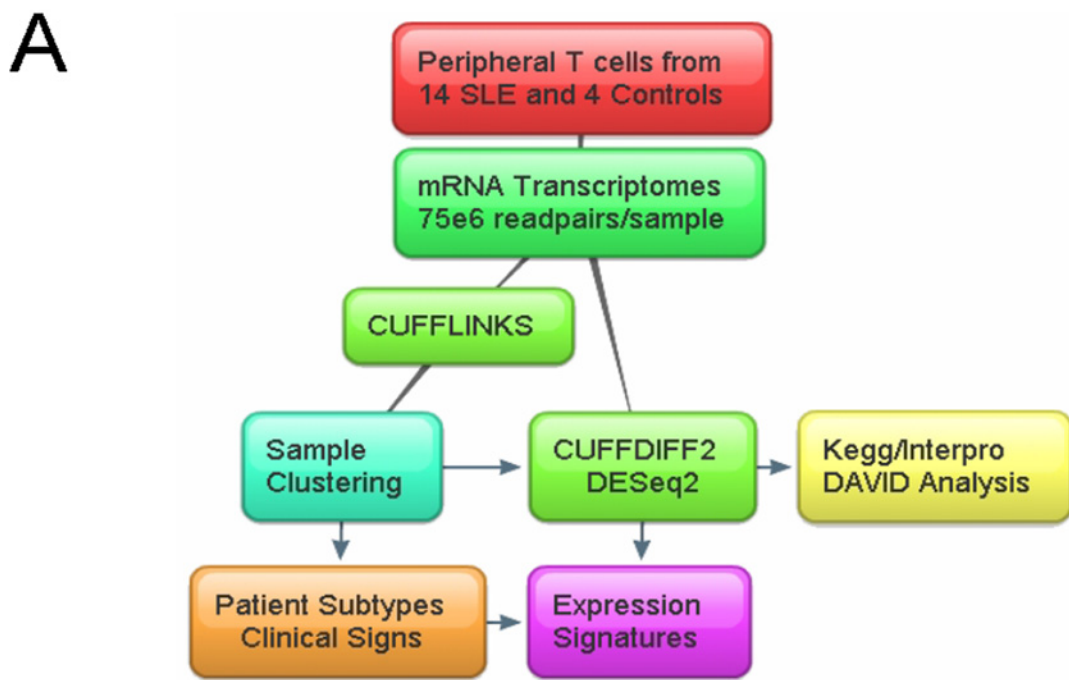 A
Peripheral T cells from
14 SLE and 4 Controls
mRNA Transcriptomes
75e6 readpairs/sample
CUFFLINKS
Sample
Clustering
CUFFDIFF2
DESeq2
Kegg/Interpro
DAVID Analysis
Patient Subtypes
Clinical Signs
Expression
Signatures